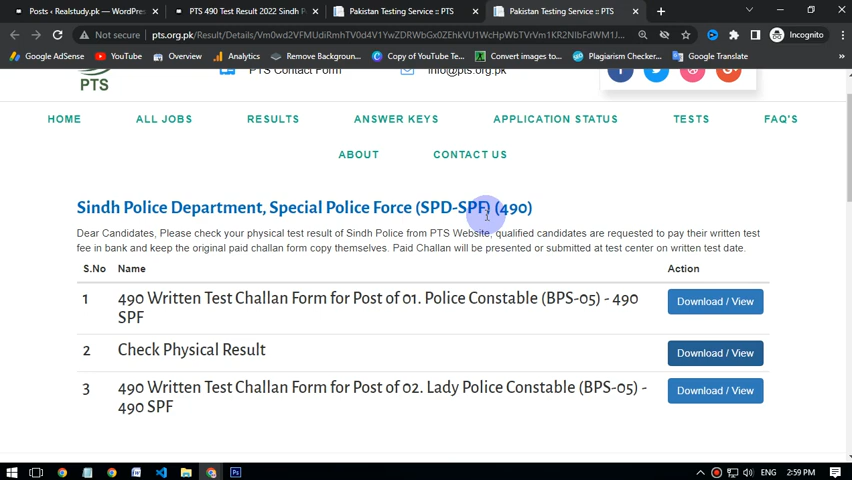 Posts ‹ Realstudy.pk — WordPres
PTS 490 Test Result 2022 Sindh P
Pakistan Testing Service :: PTS
Pakistan Testing Service :: PTS
Not secure
Incognito
Google AdSense
YouTube
Overview
Analytics
Remove Backgroun...
Copy of YouTube Te...
Convert images to...
Plagiarism Checker...
Google Translate
PTS
PTS Contact Form
info@pts.org.pk
HOME
ALL JOBS
RESULTS
ANSWER KEYS
APPLICATION STATUS
TESTS
FAQ'S
ABOUT
CONTACT US
Sindh Police Department, Special Police Force (SPD-SPF) (490)
Dear Candidates, Please check your physical test result of Sindh Police from PTS Website, qualified candidates are requested to pay their written test
fee in bank and keep the original paid challan form copy themselves. Paid Challan will be presented or submitted at test center on written test date.
S.No Name Action
1 490 Written Test Challan Form for Post of 01. Police Constable (BPS-05) - 490 Download / View
SPF
2 Check Physical Result Download / View
3 490 Written Test Challan Form for Post of 02. Lady Police Constable (BPS-05) - Download / View
490 SPF
ENG 2:59 PM